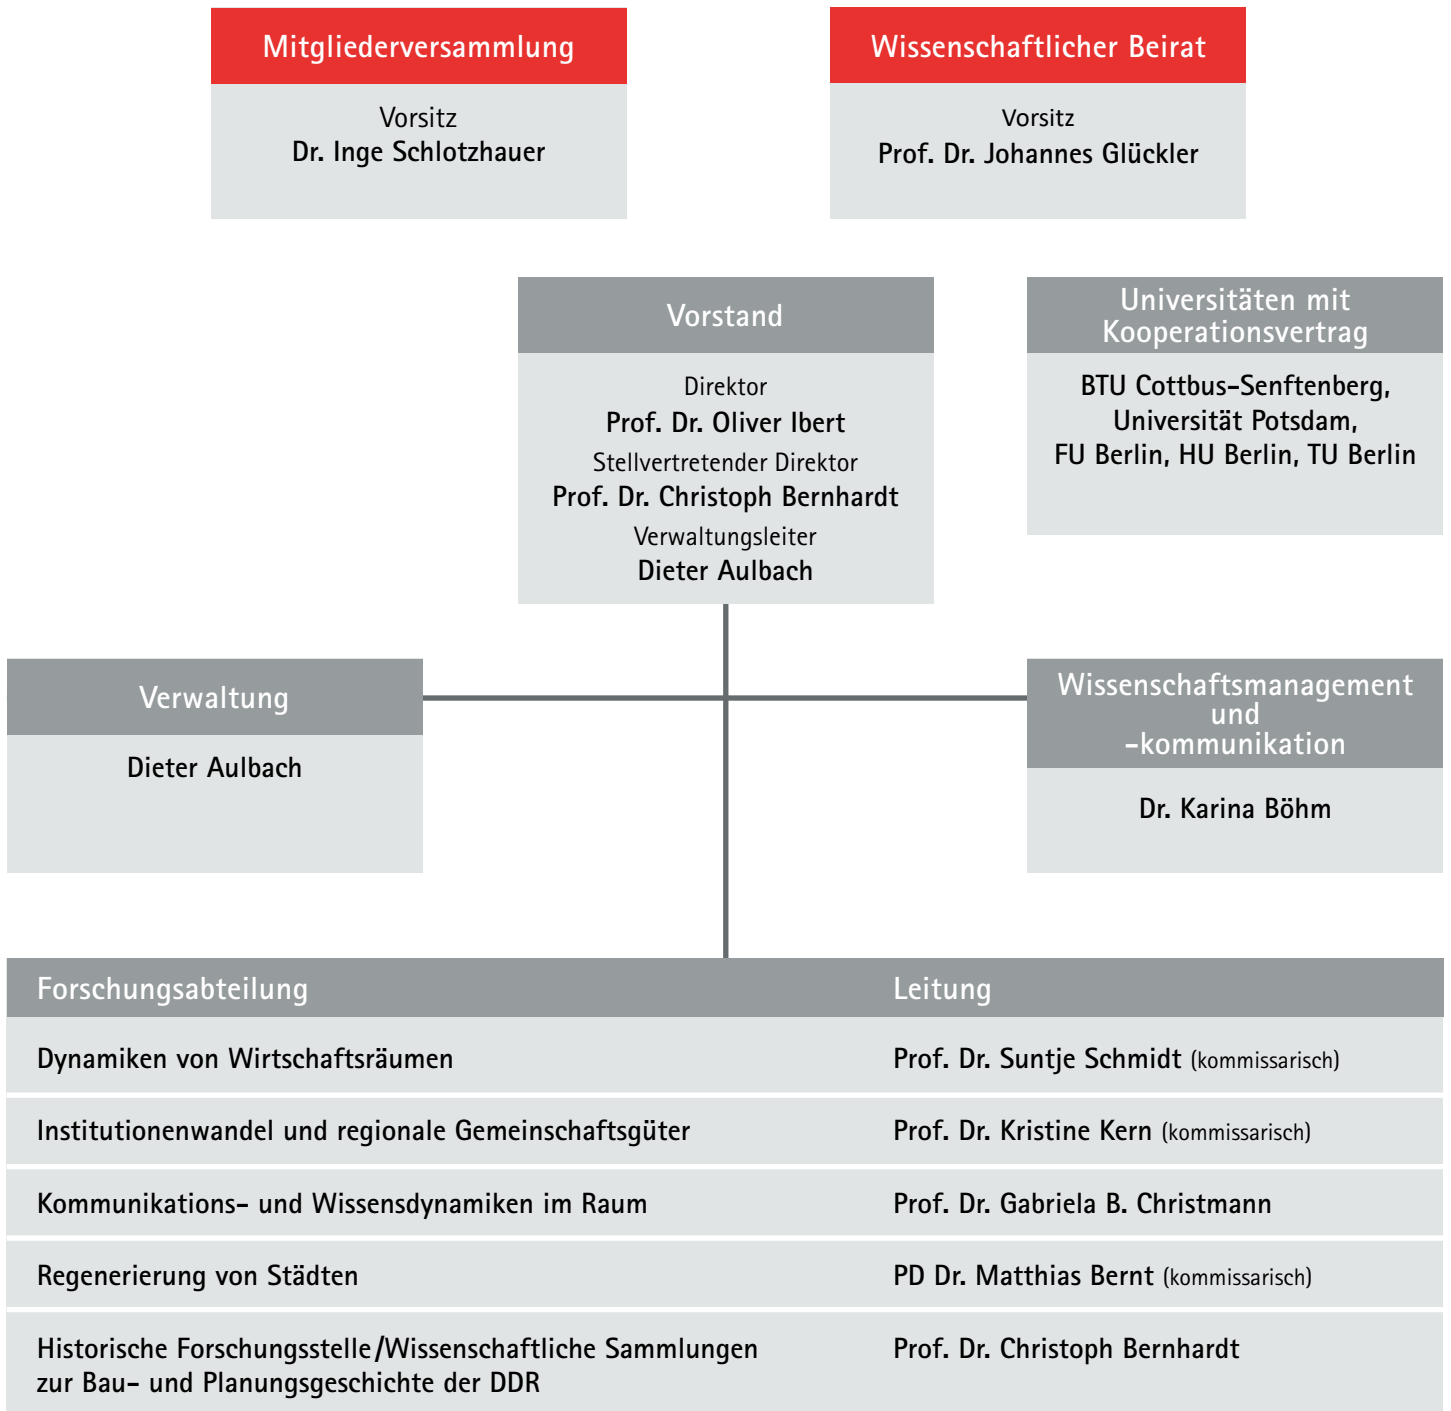 Mitgliederversammlung
Vorsitz
Dr. Inge Schlotzhauer
Wissenschaftlicher Beirat
Vorsitz
Prof. Dr. Johannes Glückler
Vorstand
Direktor
Prof. Dr. Oliver Ibert
Stellvertretender Direktor
Prof. Dr. Christoph Bernhardt
Verwaltungsleiter
Dieter Aulbach
Universitäten mit
Kooperationsvertrag
BTU Cottbus-Senftenberg,
Universität Potsdam,
FU Berlin, HU Berlin, TU Berlin
Verwaltung
Dieter Aulbach
Wissenschaftsmanagement
und
-kommunikation
Dr. Karina Böhm
Forschungsabteilung Leitung
Dynamiken von Wirtschaftsräumen Prof. Dr. Suntje Schmidt (kommissarisch)
Institutionenwandel und regionale Gemeinschaftsgüter Prof. Dr. Kristine Kern (kommissarisch)
Kommunikations- und Wissensdynamiken im Raum Prof. Dr. Gabriela B. Christmann
Regenerierung von Städten PD Dr. Matthias Bernt (kommissarisch)
Historische Forschungsstelle/Wissenschaftliche Sammlungen Prof. Dr. Christoph Bernhardt
zur Bau- und Planungsgeschichte der DDR